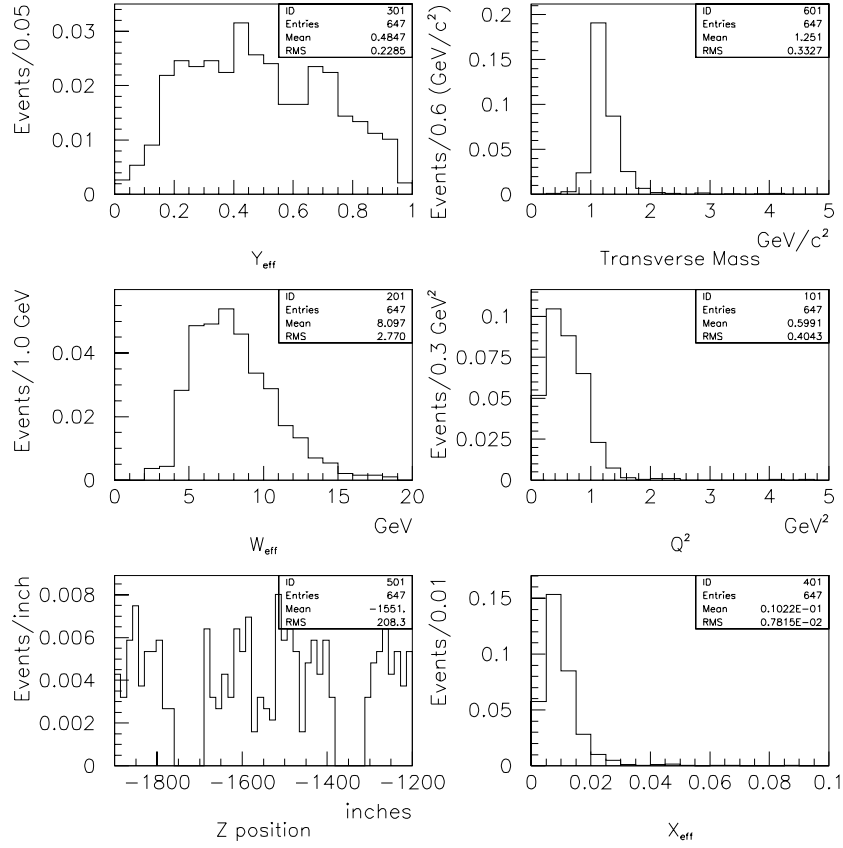 Events/0.05
0.03
0.02
0.01
0
ID 301
Entries 647
Mean 0.4847
RMS 0.2285
0 0.2 0.4 0.6 0.8 1
Y_eff
Events/0.6 (GeV/c²)
0.2
0.15
0.1
0.05
0
ID 601
Entries 647
Mean 1.251
RMS 0.3327
0 1 2 3 4 5
GeV/c²
Transverse Mass
Events/1.0 GeV
0.04
0.02
0
ID 201
Entries 647
Mean 8.097
RMS 2.770
0 5 10 15 20
GeV
W_eff
Events/0.3 GeV²
0.1
0.075
0.05
0.025
0
ID 101
Entries 647
Mean 0.5991
RMS 0.4043
0 1 2 3 4 5
GeV²
Q²
Events/inch
0.008
0.006
0.004
0.002
0
ID 501
Entries 647
Mean -1551.
RMS 208.3
-1800 -1600 -1400 -1200
inches
Z position
Events/0.01
0.15
0.1
0.05
0
ID 401
Entries 647
Mean 0.1022E-01
RMS 0.7815E-02
0 0.02 0.04 0.06 0.08 0.1
X_eff